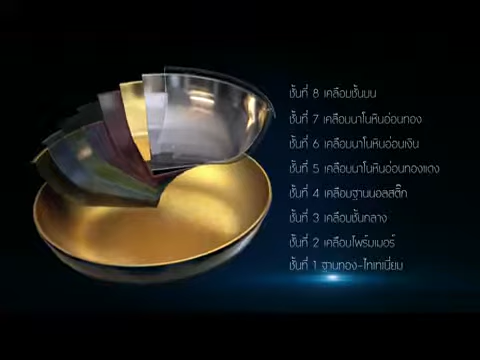 ชั้นที่ 8 เคลือบชั้นบน
ชั้นที่ 7 เคลือบนาโนหินอ่อนทอง
ชั้นที่ 6 เคลือบนาโนหินอ่อนเงิน
ชั้นที่ 5 เคลือบนาโนหินอ่อนทองแดง
ชั้นที่ 4 เคลือบฐานนอลสติ๊ก
ชั้นที่ 3 เคลือบชั้นกลาง
ชั้นที่ 2 เคลือบไพร์มเมอร์
ชั้นที่ 1 ฐานทอง-ไทเทเนี่ยม